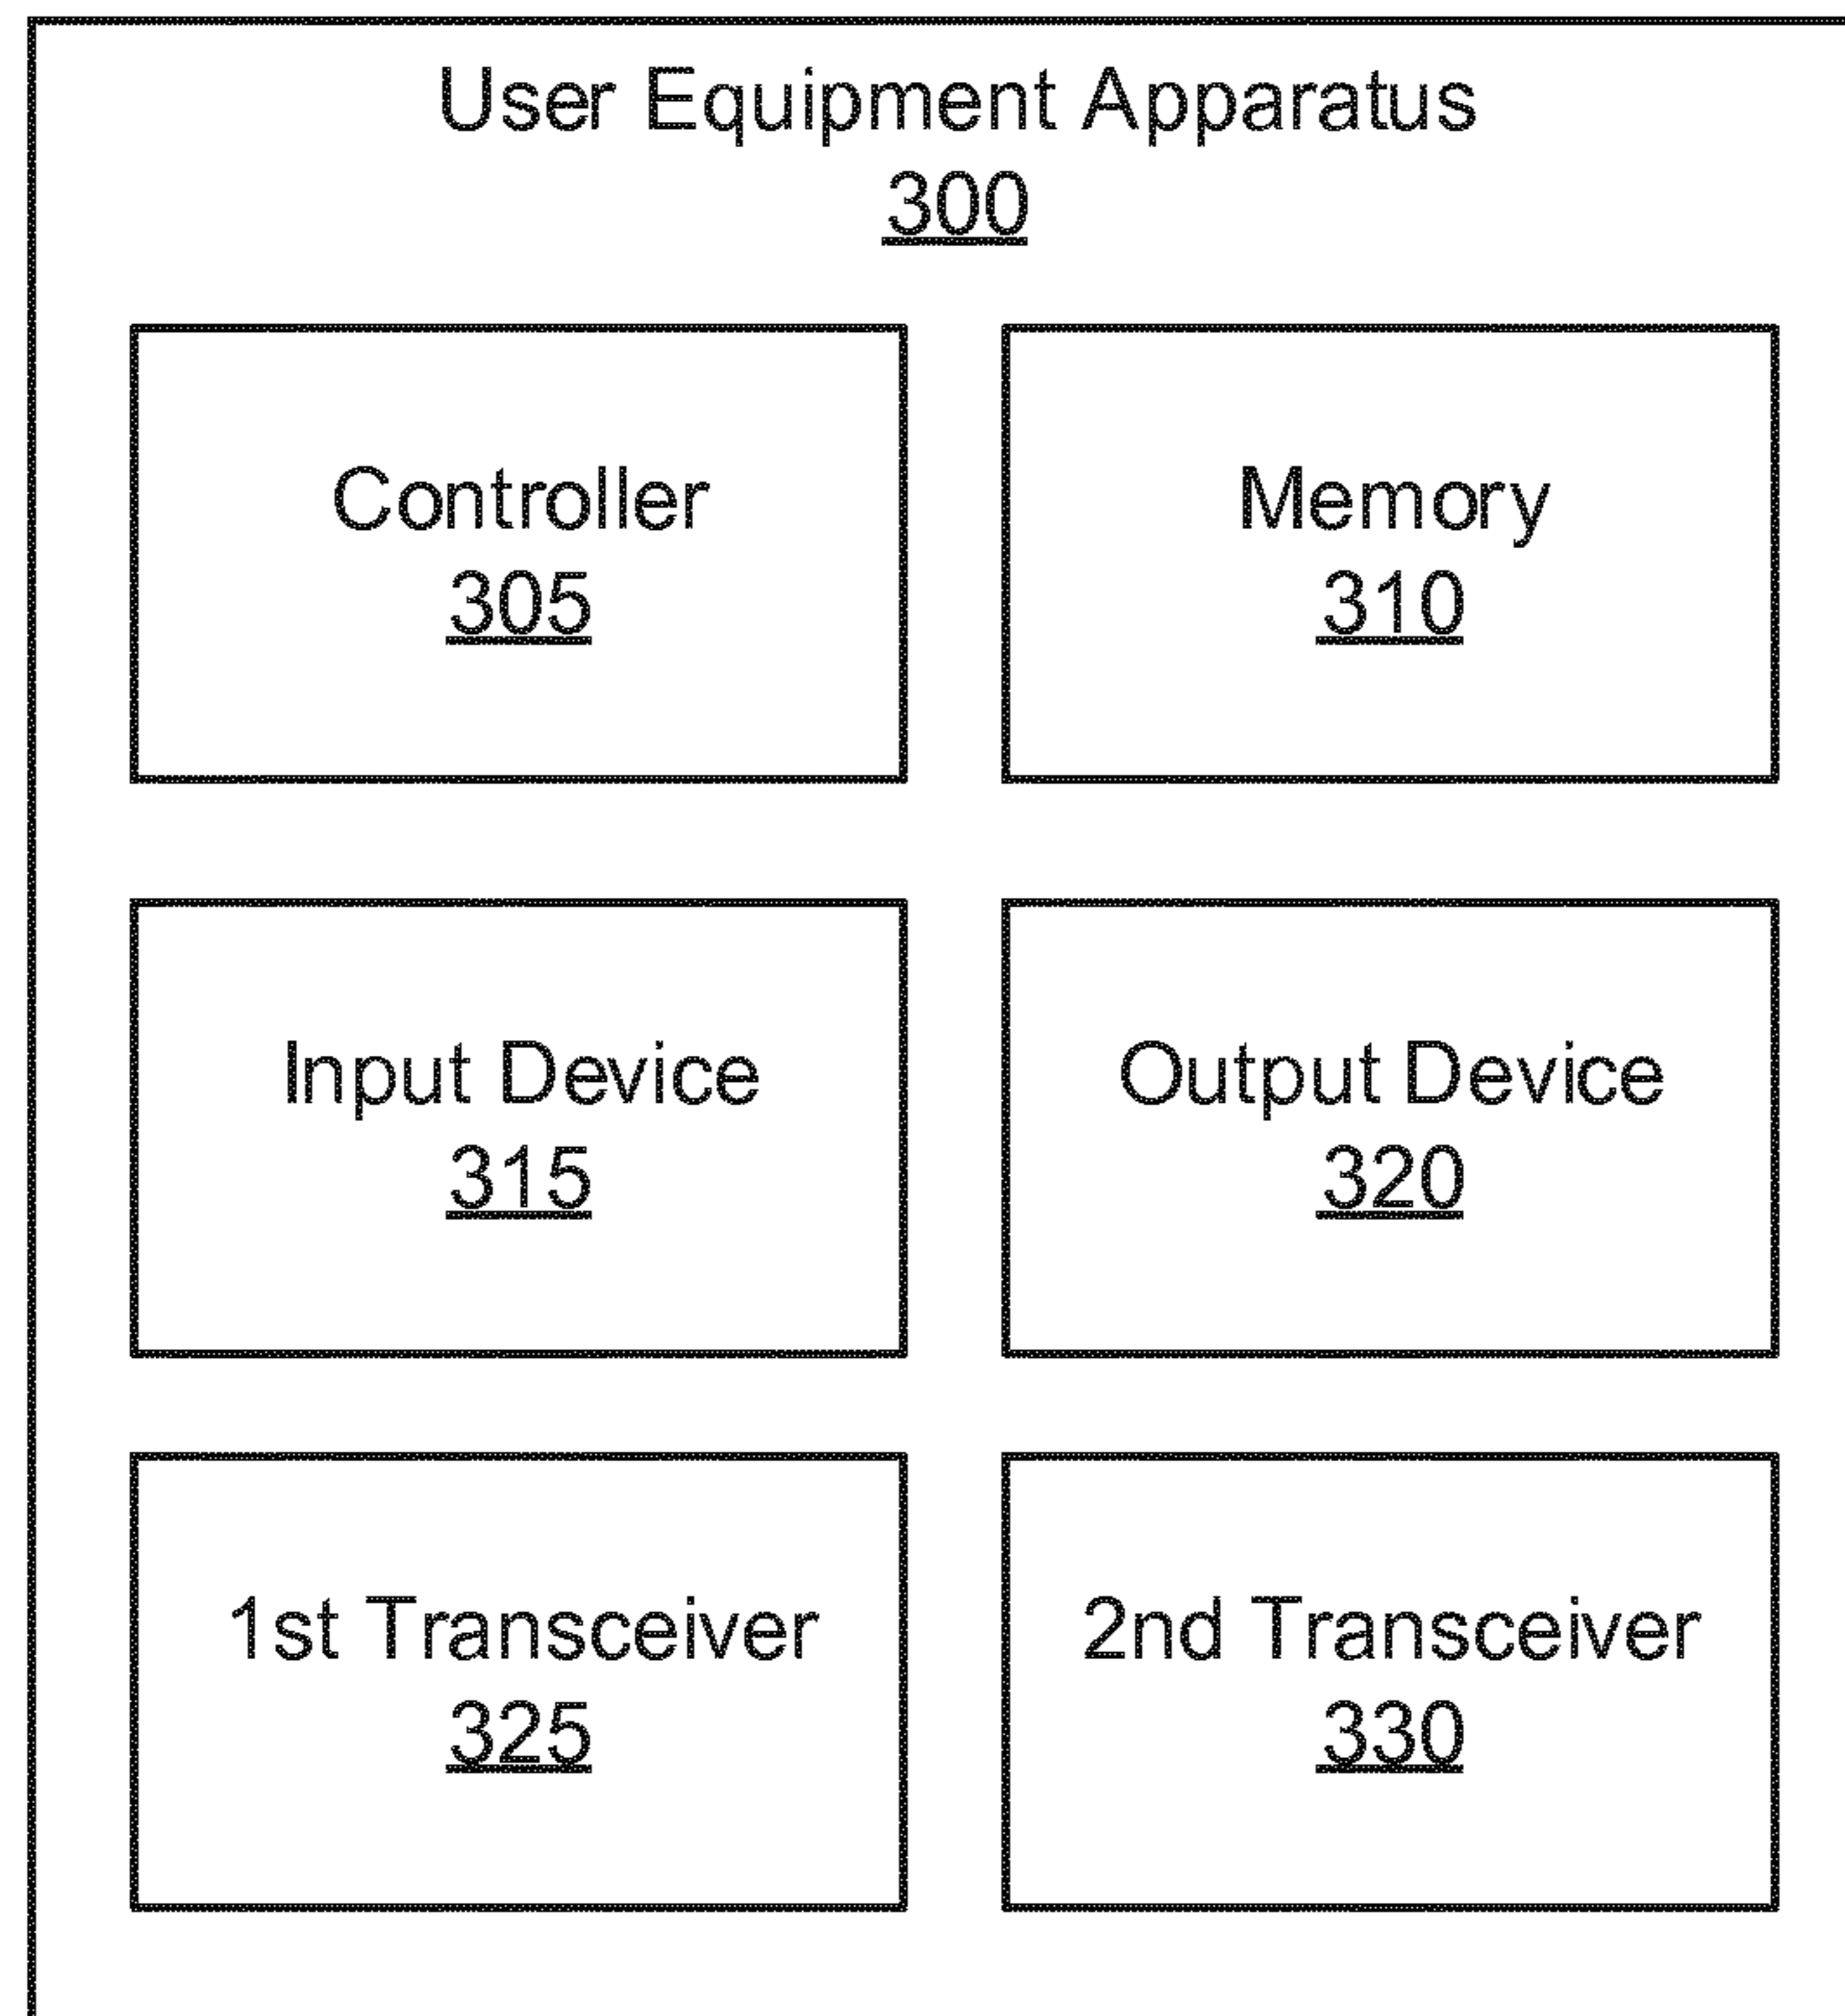 User Equipment Apparatus
300
Controller
305
Memory
310
Input Device
315
Output Device
320
1st Transceiver
325
2nd Transceiver
330